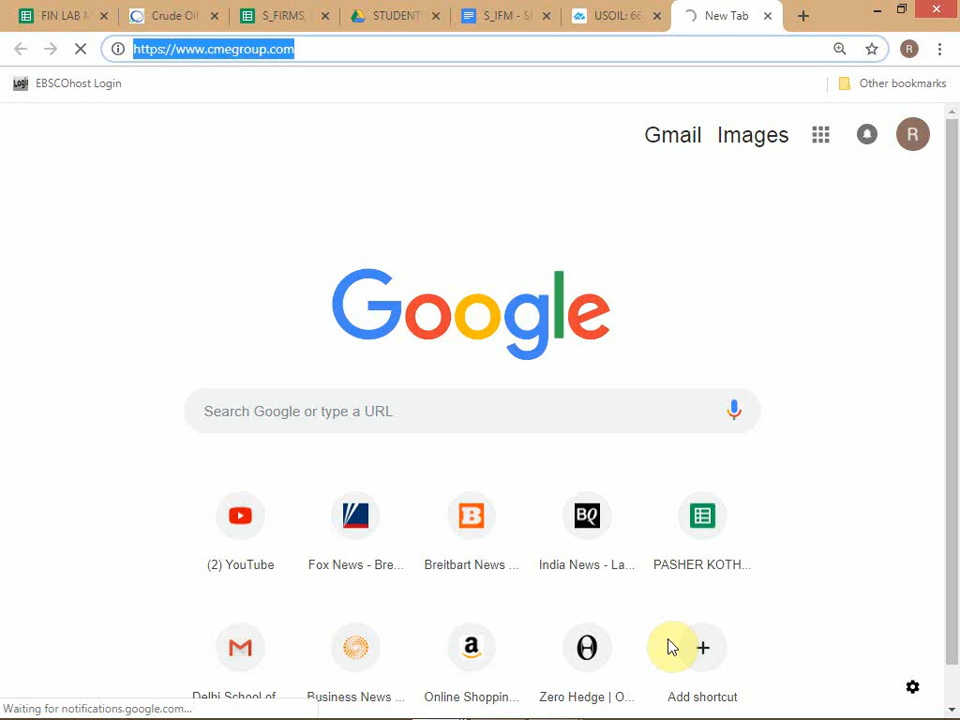 FIN LAB M
Crude Oil
S_FIRMS,
STUDENT
S_IFM - S
USOIL: 66
New Tab
https://www.cmegroup.com
R
Logi
EBSCOhost Login
Other bookmarks
Gmail
Images
R
Google
Search Google or type a URL
B
BQ
(2) YouTube
Fox News - Bre...
Breitbart News ...
India News - La...
PASHER KOTH...
a
Delhi School of
Business News ...
Online Shoppin...
Zero Hedge | O...
Add shortcut
Waiting for notifications.google.com...